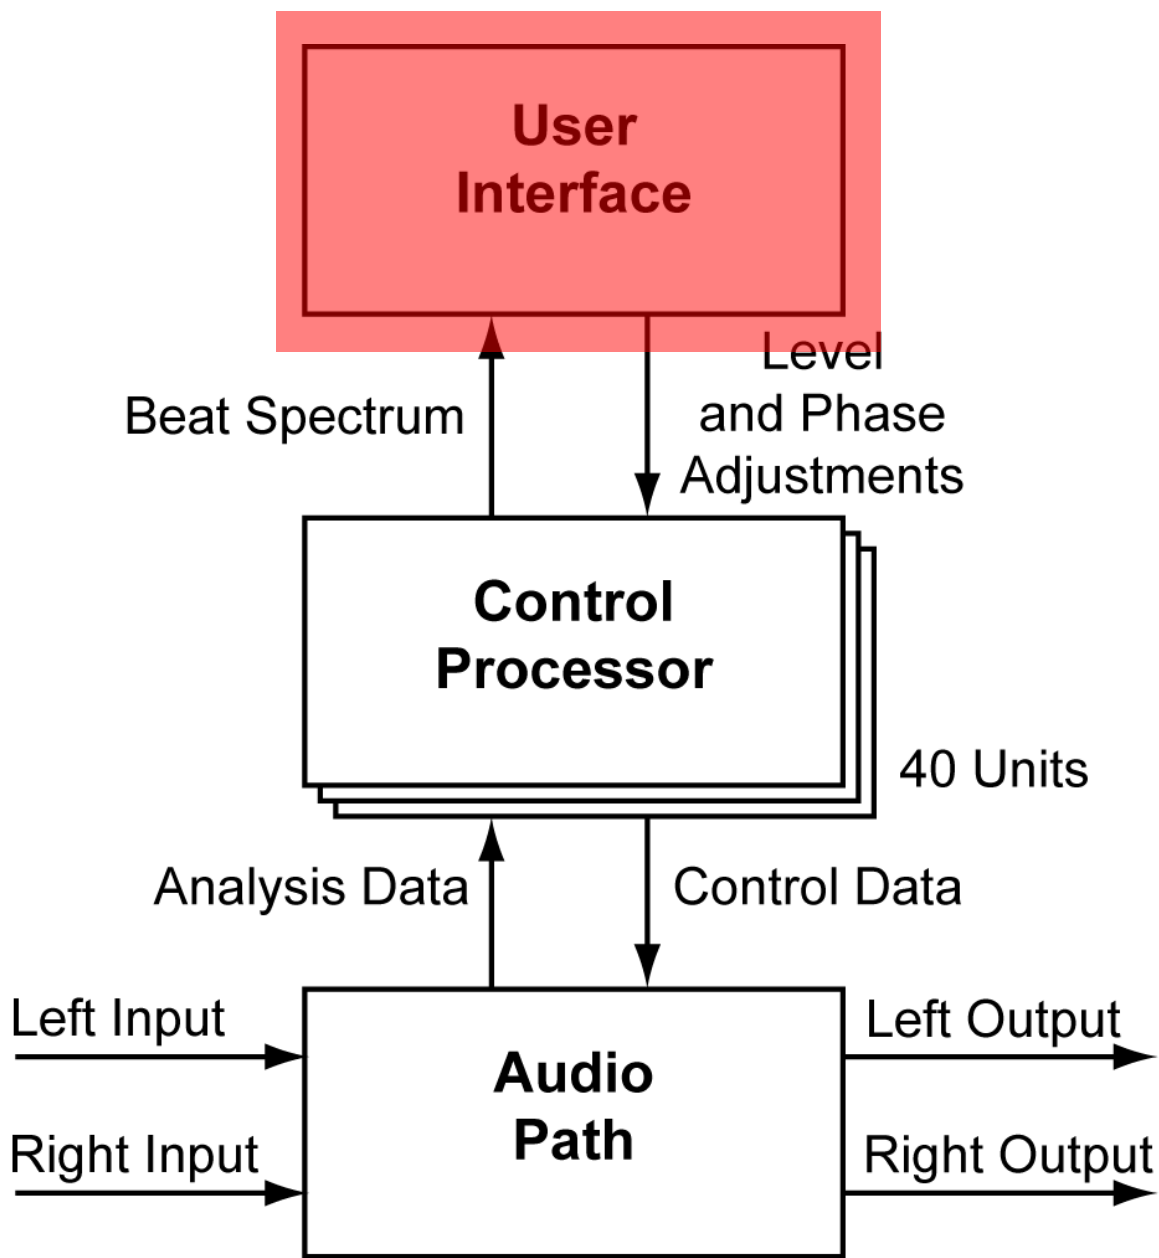 User
Interface
Beat Spectrum
Level
and Phase
Adjustments
Control
Processor
40 Units
Analysis Data
Control Data
Left Input
Left Output
Audio
Path
Right Input
Right Output